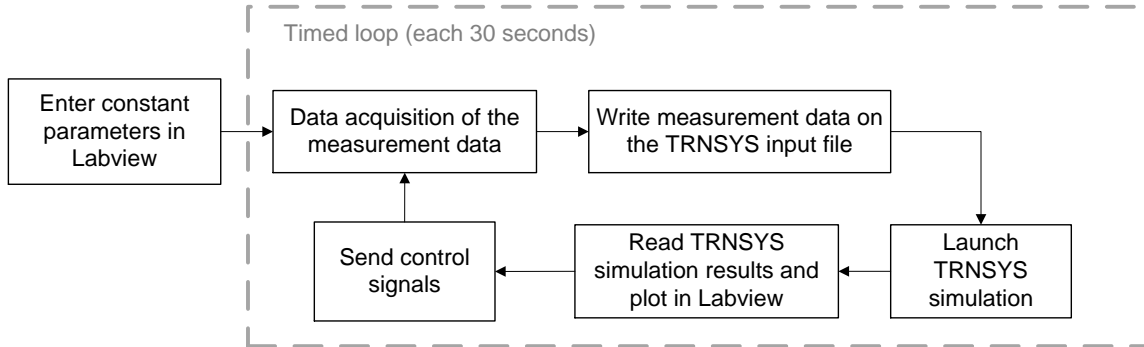 Timed loop (each 30 seconds)
Enter constant
parameters in
Labview
Data acquisition of the
measurement data
Write measurement data on
the TRNSYS input file
Send control
signals
Read TRNSYS
simulation results and
plot in Labview
Launch
TRNSYS
simulation